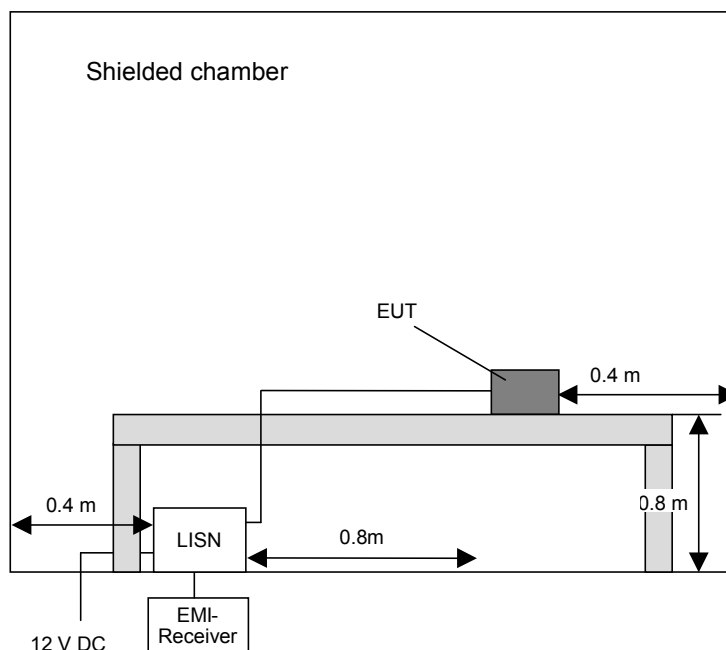 Shielded chamber
EUT
0.4 m
0.4 m
0.8 m
LISN
0.8m
EMI-
Receiver
12 V DC